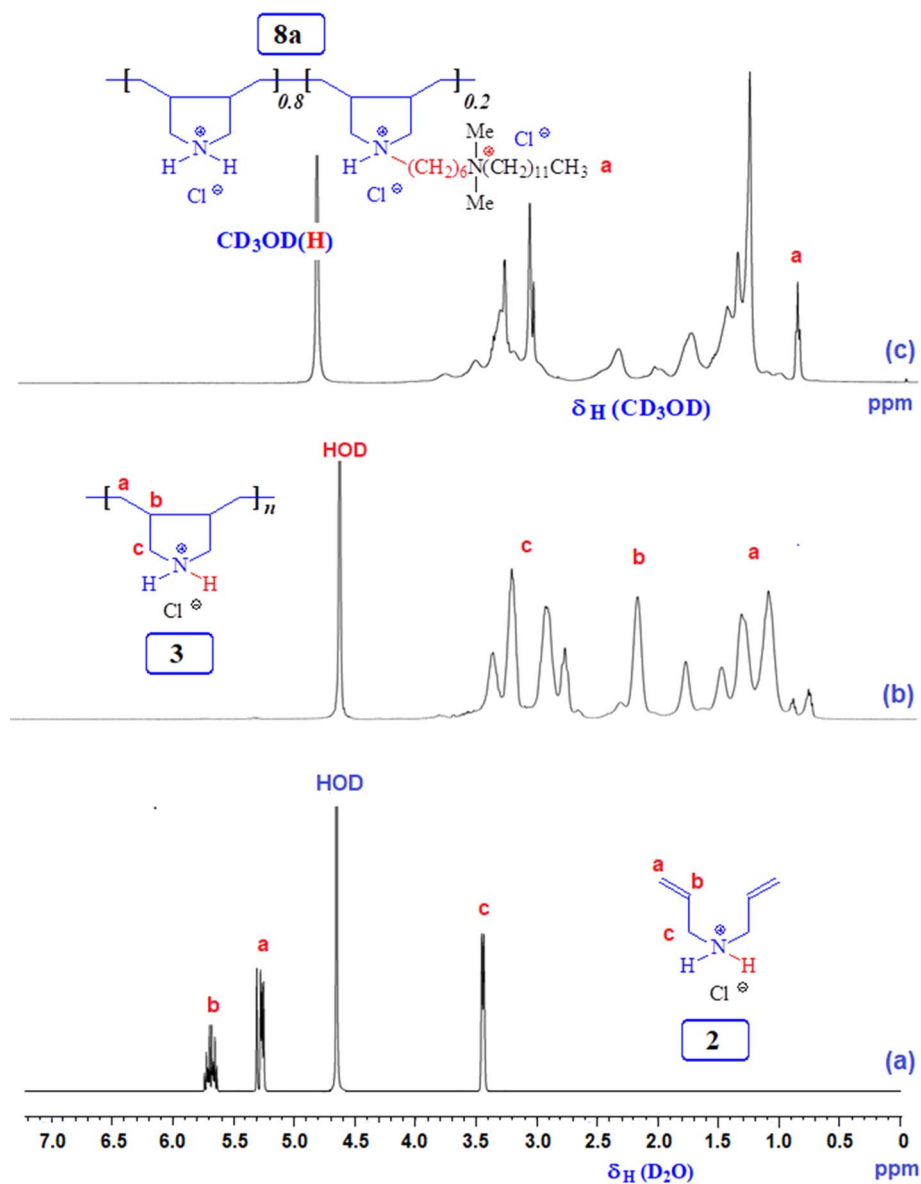 8a
[ ]0.8 [ ]0.2
Me
⊕ N ⊕ Cl ⊖
H H H (CH2)6N(CH2)11CH3
a
Cl ⊖ Cl ⊖ Me
CD3OD(H)
a
(c)
δH (CD3OD)
ppm
HOD
a
b
[ ]n
c
⊕
N
H H
Cl ⊖
3
c
b
a
(b)
HOD
a
b
c
⊕
N
H H
Cl ⊖
2
b
a
c
(a)
7.0 6.5 6.0 5.5 5.0 4.5 4.0 3.5 3.0 2.5 2.0 1.5 1.0 0.5 0
δH (D2O)
ppm